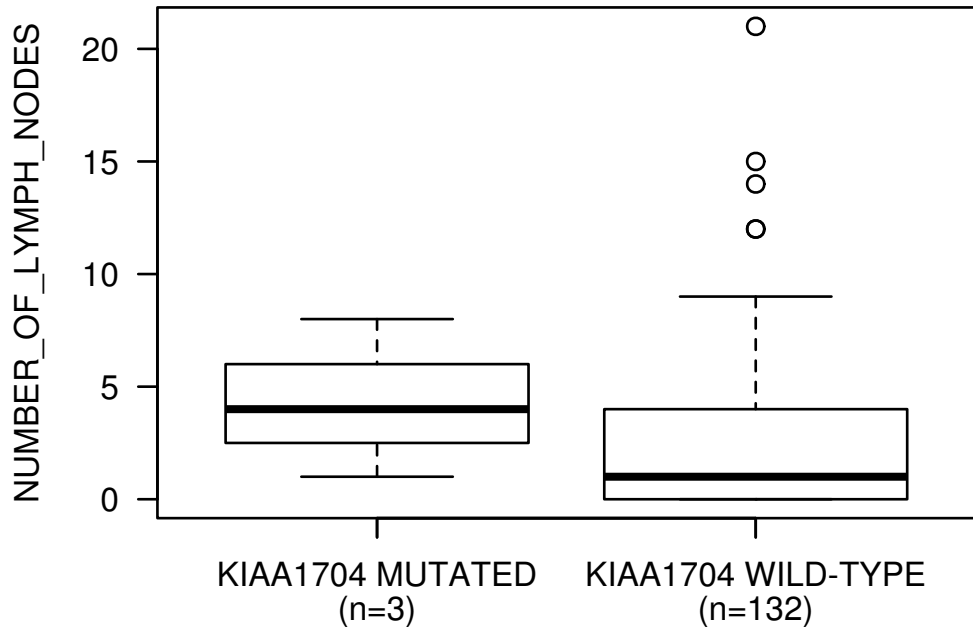 NUMBER_OF_LYMPH_NODES
20
15
10
5
0
KIAA1704 MUTATED
(n=3)
KIAA1704 WILD-TYPE
(n=132)